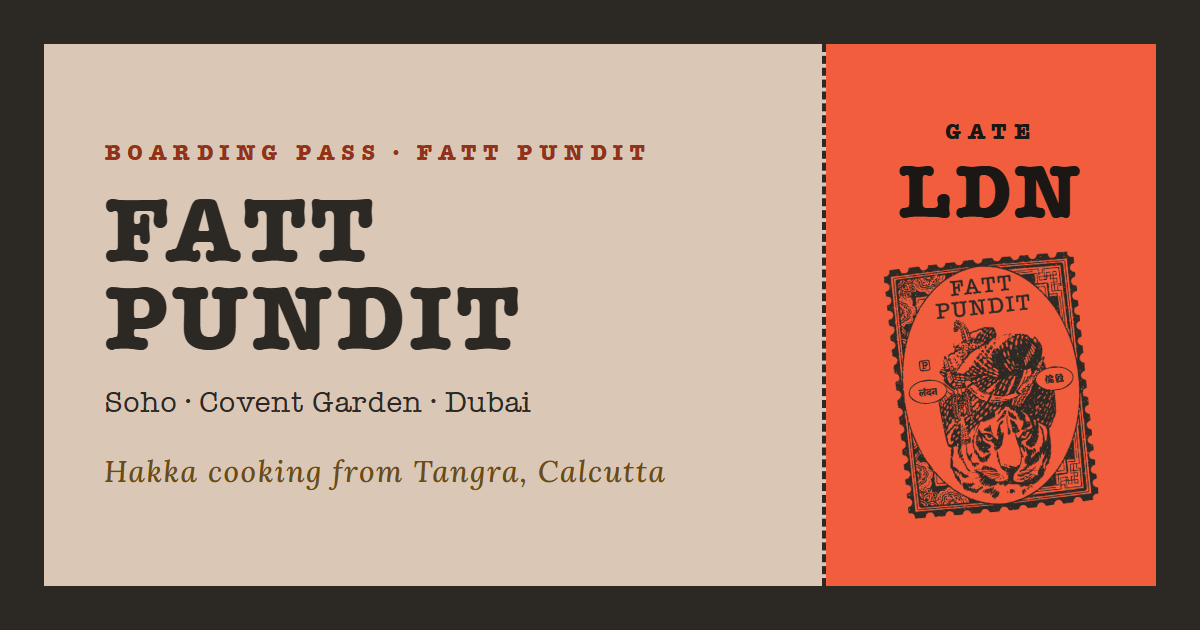 BOARDING PASS · FATT PUNDIT
FATT
PUNDIT
Soho · Covent Garden · Dubai
Hakka cooking from Tangra, Calcutta
GATE
LDN
FATT
PUNDIT
P
लंदन